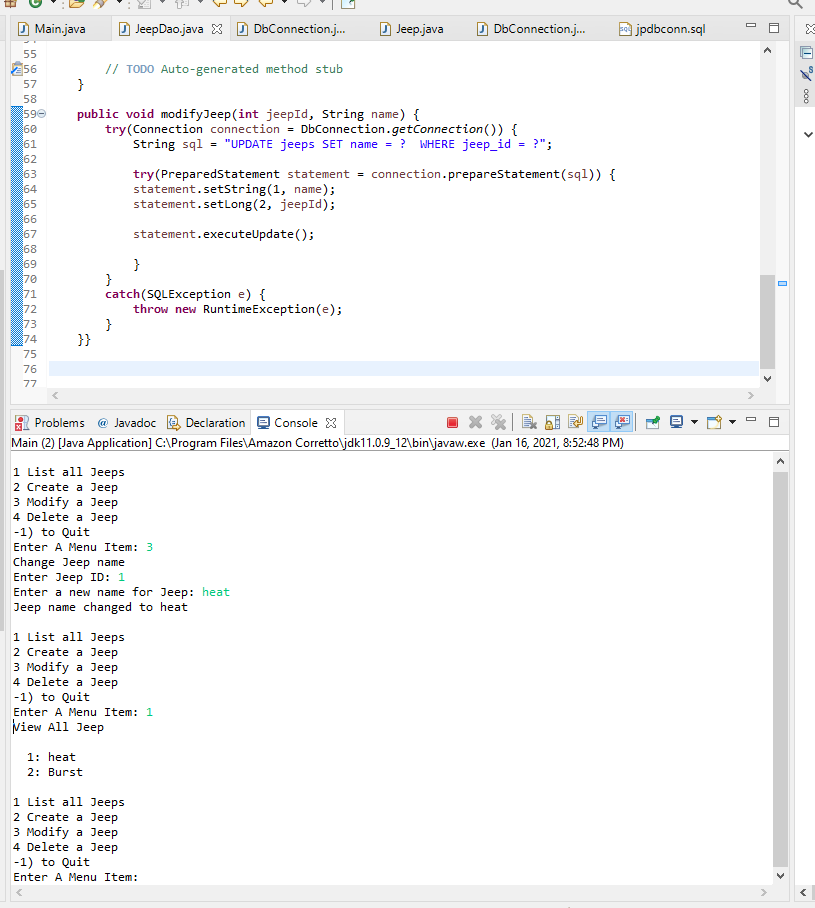 Main.java
JeepDao.java
DbConnection.j...
Jeep.java
DbConnection.j...
jpdbconn.sql
55
56 // TODO Auto-generated method stub
57 }
58
59 public void modifyJeep(int jeepId, String name) {
60 try(Connection connection = DbConnection.getConnection()) {
61 String sql = "UPDATE jeeps SET name = ?  WHERE jeep_id = ?";
62
63 try(PreparedStatement statement = connection.prepareStatement(sql)) {
64 statement.setString(1, name);
65 statement.setLong(2, jeepId);
66
67 statement.executeUpdate();
68
69 }
70 }
71 catch(SQLException e) {
72 throw new RuntimeException(e);
73 }
74 }}
75
76
77
Problems @ Javadoc Declaration Console
Main (2) [Java Application] C:\Program Files\Amazon Corretto\jdk11.0.9_12\bin\javaw.exe (Jan 16, 2021, 8:52:48 PM)
1 List all Jeeps
2 Create a Jeep
3 Modify a Jeep
4 Delete a Jeep
-1) to Quit
Enter A Menu Item: 3
Change Jeep name
Enter Jeep ID: 1
Enter a new name for Jeep: heat
Jeep name changed to heat
1 List all Jeeps
2 Create a Jeep
3 Modify a Jeep
4 Delete a Jeep
-1) to Quit
Enter A Menu Item: 1
View All Jeep
1: heat
2: Burst
1 List all Jeeps
2 Create a Jeep
3 Modify a Jeep
4 Delete a Jeep
-1) to Quit
Enter A Menu Item: